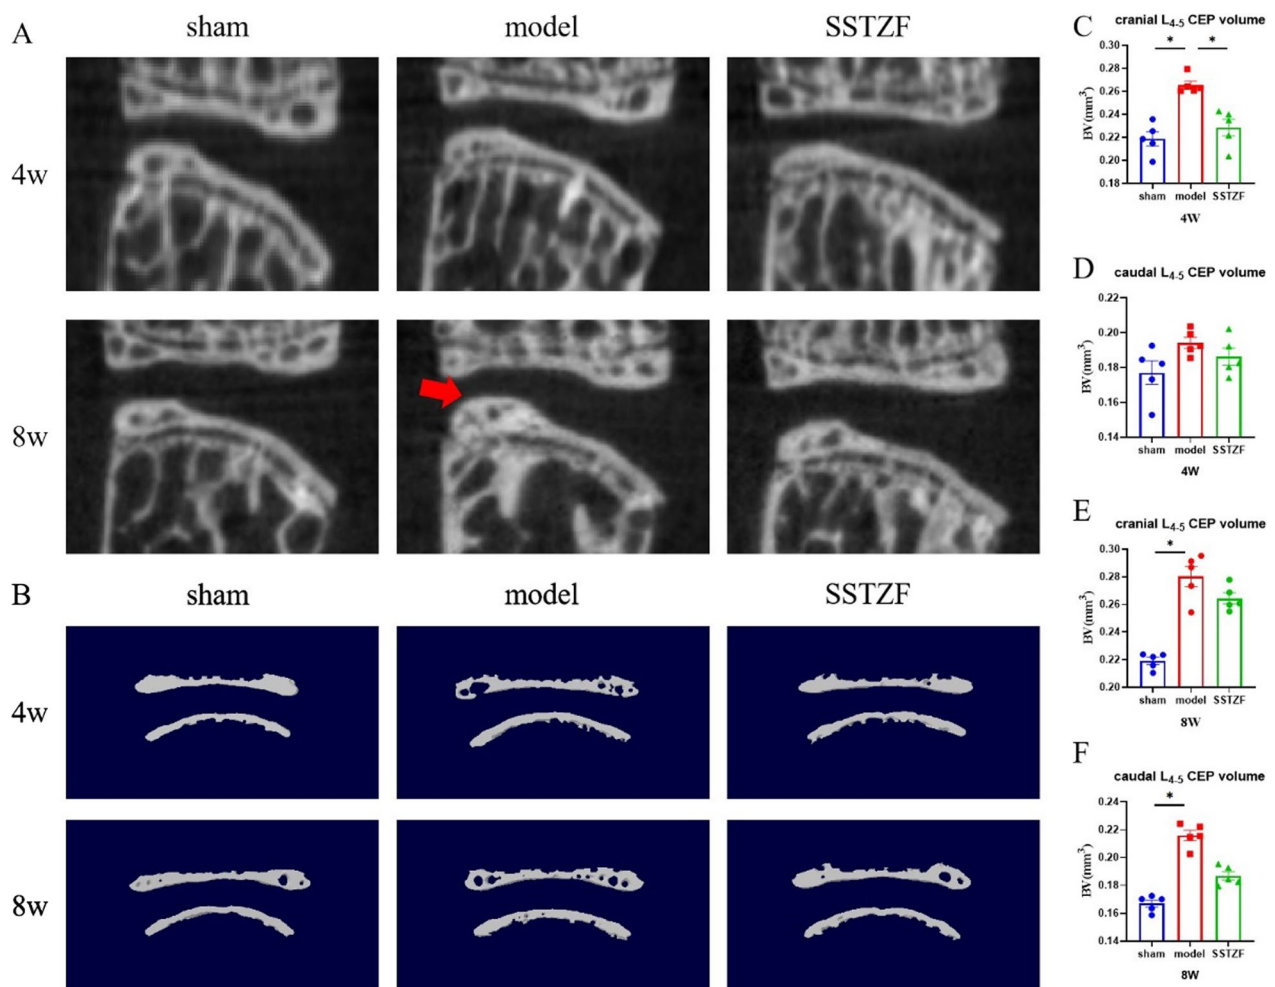 A
sham
model
SSTZF
4w
8w
B
sham
model
SSTZF
4w
8w
C
cranial L4-5 CEP volume
BV(mm3)
0.30
0.28
0.26
0.24
0.22
0.20
0.18
*
*
sham
model
SSTZF
4W
D
caudal L4-5 CEP volume
BV(mm3)
0.22
0.20
0.18
0.16
0.14
sham
model
SSTZF
4W
E
cranial L4-5 CEP volume
BV(mm3)
0.30
0.28
0.26
0.24
0.22
0.20
*
sham
model
SSTZF
8W
F
caudal L4-5 CEP volume
BV(mm3)
0.24
0.22
0.20
0.18
0.16
0.14
*
sham
model
SSTZF
8W